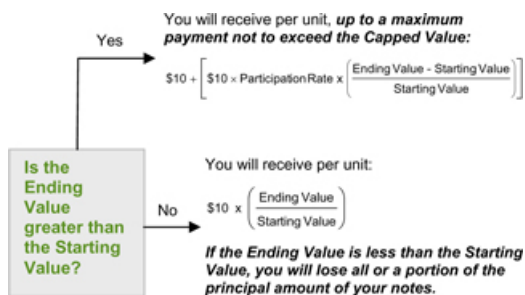 You will receive per unit, up to a maximum
payment not to exceed the Capped Value:
Yes
$10 + [ $10 × Participation Rate x ( Ending Value - Starting Value
Starting Value ) ]
Is the
Ending
Value
greater than
the Starting
Value?
No
You will receive per unit:
$10 x ( Ending Value
Starting Value )
If the Ending Value is less than the Starting
Value, you will lose all or a portion of the
principal amount of your notes.